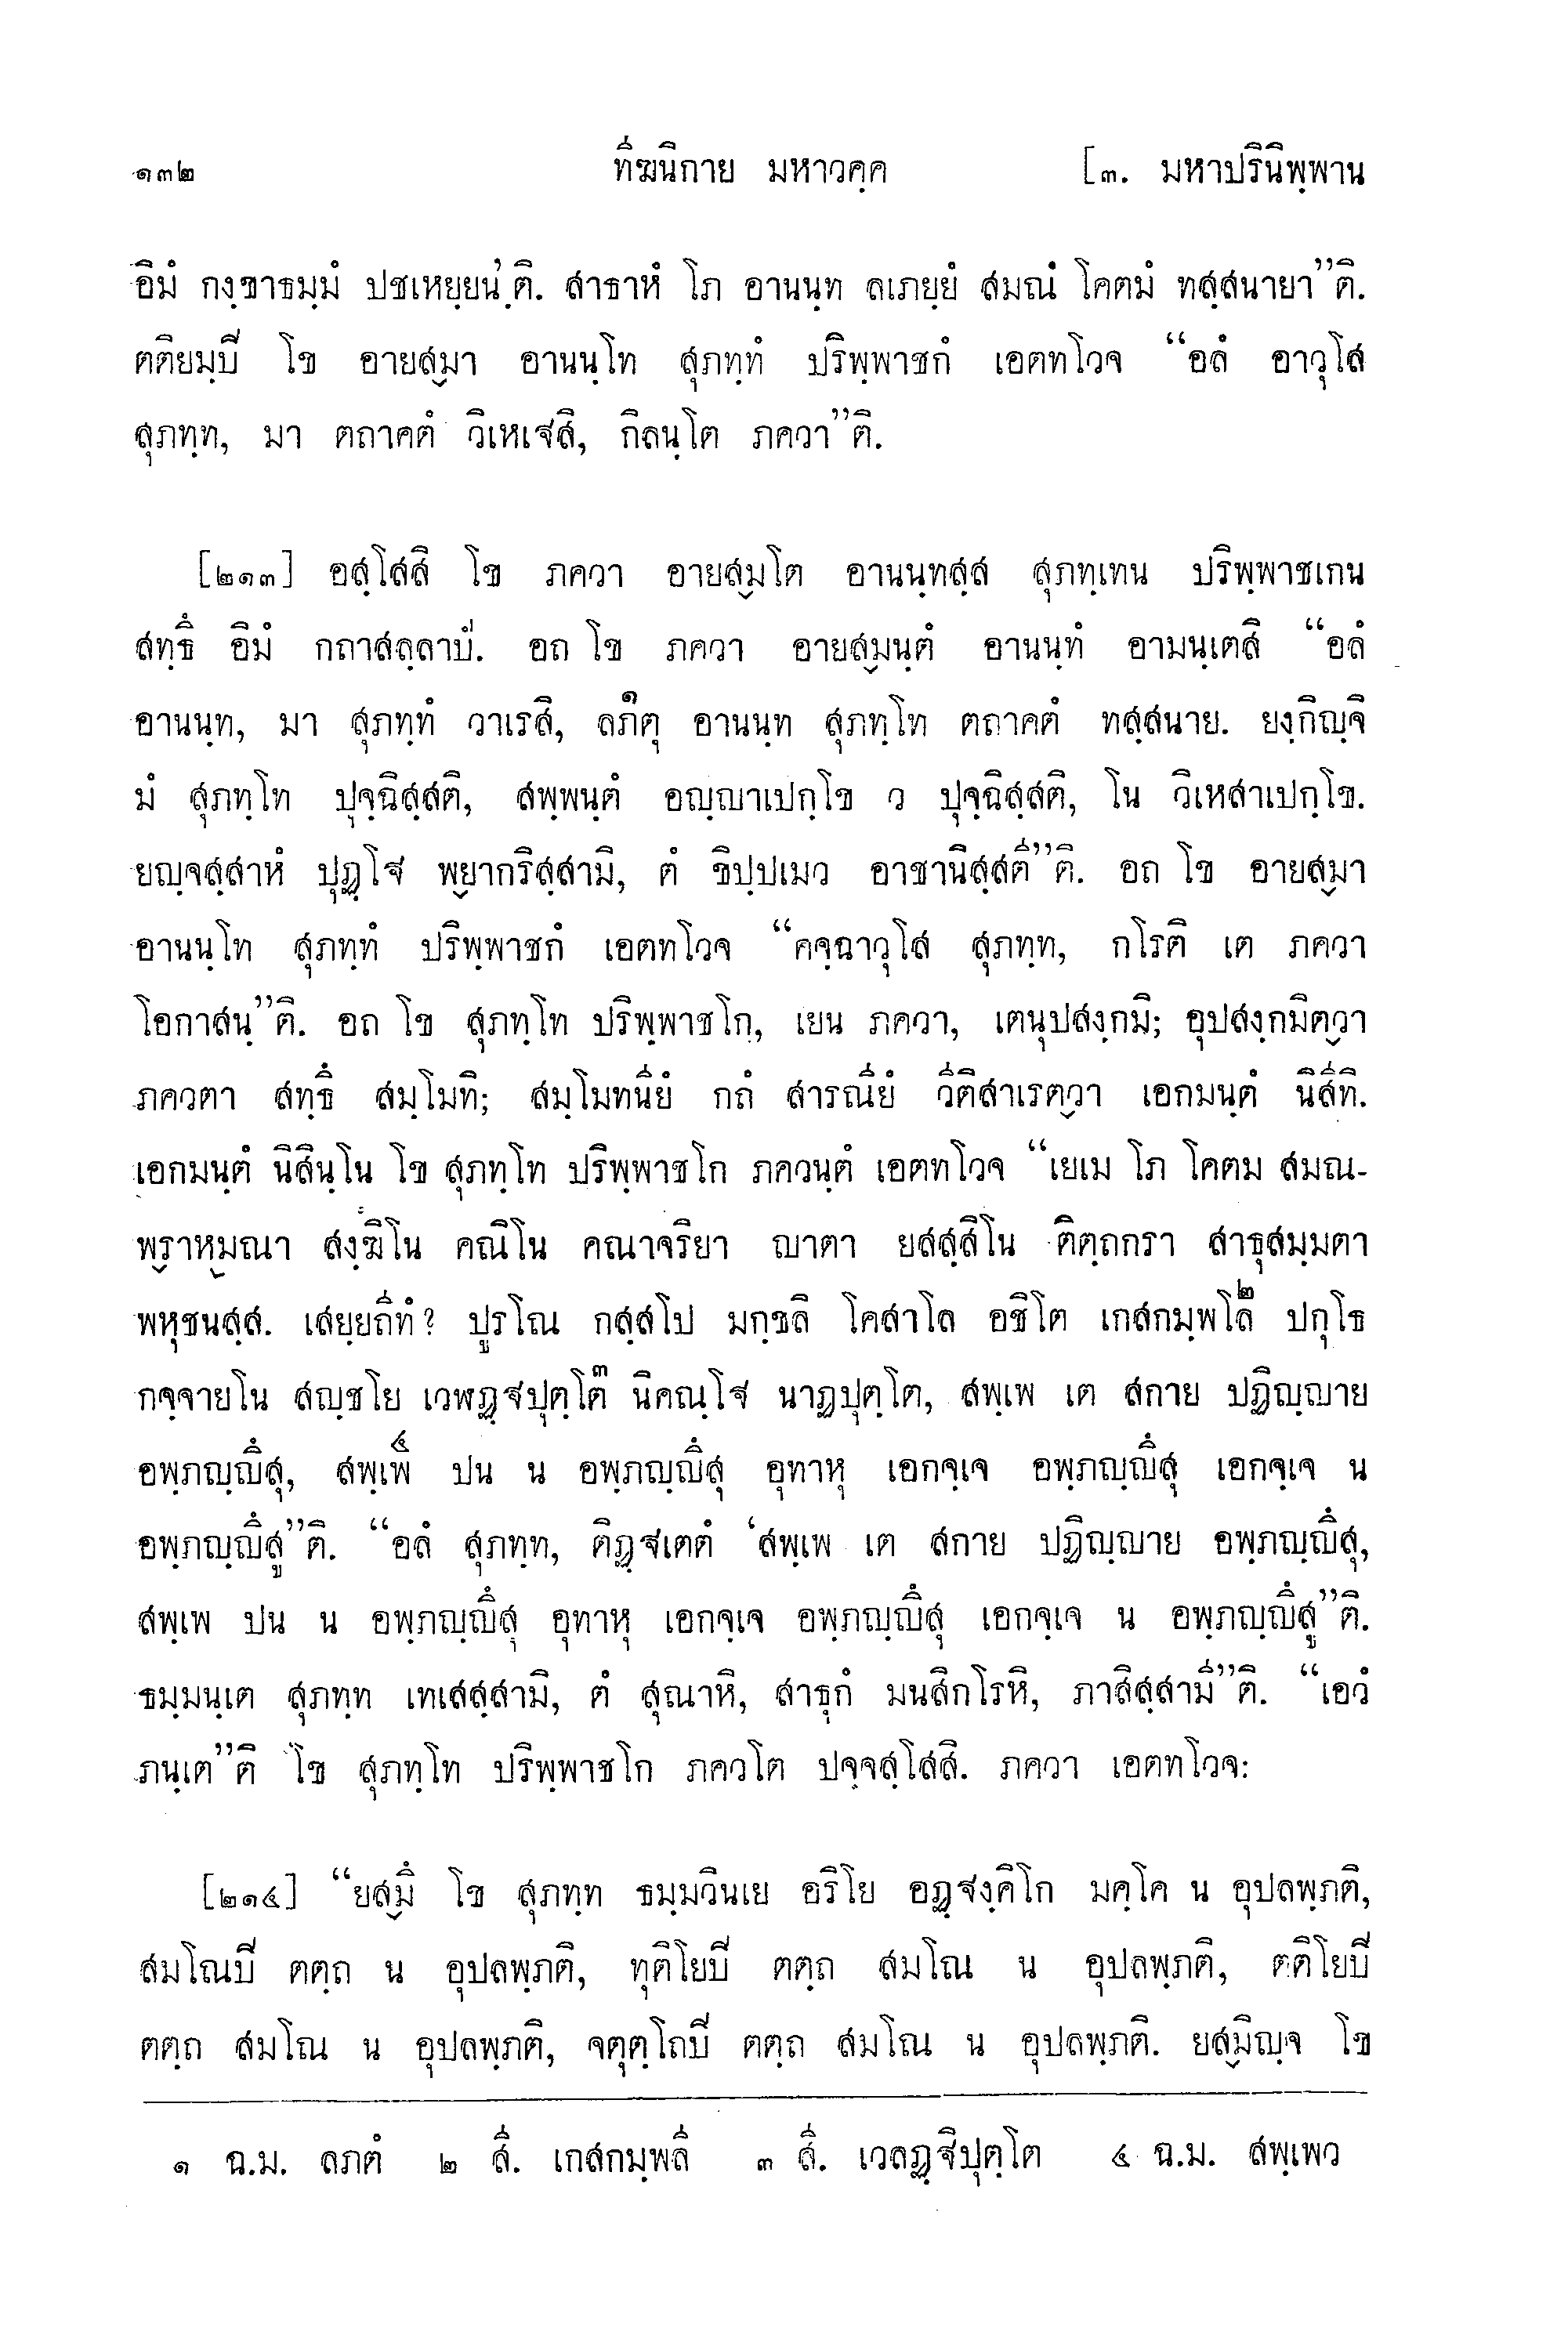 ๑๓๒ ทีฆนิกาย มหาวคฺค [๓. มหาปรินิพฺพาน
อิมํ กงฺขาธมฺมํ ปชเหยฺยนฺ’ติ. สาธาหํ โภ อานนฺท ลเภยฺยํ สมณํ โคตมํ ทสฺสนายา”ติ.
ตติยมฺปิ โข อายสฺมา อานนฺโท สุภทฺทํ ปริพฺพาชกํ เอตทโวจ “อลํ อาวุโส
สุภทฺท, มา ตถาคตํ วิเหเฐสิ, กิลนฺโต ภควา”ติ.
[๒๑๓] อสฺโสสิ โข ภควา อายสฺมโต อานนฺทสฺส สุภทฺเทน ปริพฺพาชเกน
สทฺธึ อิมํ กถาสลฺลาปํ. อถ โข ภควา อายสฺมนฺตํ อานนฺทํ อามนฺเตสิ “อลํ
อานนฺท, มา สุภทฺทํ วาเรสิ, ลภตุ๑ อานนฺท สุภทฺโท ตถาคตํ ทสฺสนาย. ยงฺกิญฺจิ
มํ สุภทฺโท ปุจฺฉิสฺสติ, สพฺพนฺตํ อญฺญาเปกฺโข ว ปุจฺฉิสฺสติ, โน วิเหสาเปกฺโข.
ยญฺจสฺสาหํ ปุฏฺโฐ พฺยากริสฺสามิ, ตํ ขิปฺปเมว อาชานิสฺสตี”ติ. อถ โข อายสฺมา
อานนฺโท สุภทฺทํ ปริพฺพาชกํ เอตทโวจ “คจฺฉาวุโส สุภทฺท, กโรติ เต ภควา
โอกาสนฺ”ติ. อถ โข สุภทฺโท ปริพฺพาชโก, เยน ภควา, เตนุปสงฺกมิ; อุปสงฺกมิตฺวา
ภควตา สทฺธึ สมฺโมทิ; สมฺโมทนียํ กถํ สารณียํ วีติสาเรตฺวา เอกมนฺตํ นิสีทิ.
เอกมนฺตํ นิสินฺโน โข สุภทฺโท ปริพฺพาชโก ภควนฺตํ เอตทโวจ “เยเม โภ โคตม สมณ-
พฺราหฺมณา สงฺฆิโน คณิโน คณาจริยา ญาตา ยสสฺสิโน ติตฺถกรา สาธุสมฺมตา
พหุชนสฺส. เสยฺยถีทํ? ปูรโณ กสฺสโป มกฺขลิ โคสาโล อชิโต เกสกมฺพโล๒ ปกุโธ
กจฺจายโน สญฺชโย เวฬฏฺฐปุตฺโต๓ นิคณฺโฐ นาฏปุตฺโต, สพฺเพ เต สกาย ปฏิญฺญาย
อพฺภญฺญึสุ, สพฺเพ๔ ปน น อพฺภญฺญึสุ อุทาหุ เอกจฺเจ อพฺภญฺญึสุ เอกจฺเจ น
อพฺภญฺญึสู”ติ. “อลํ สุภทฺท, ติฏฺฐเตตํ ‘สพฺเพ เต สกาย ปฏิญฺญาย อพฺภญฺญึสุ,
สพฺเพ ปน น อพฺภญฺญึสุ อุทาหุ เอกจฺเจ อพฺภญฺญึสุ เอกจฺเจ น อพฺภญฺญึสู”ติ.
ธมฺมนฺเต สุภทฺท เทเสสฺสามิ, ตํ สุณาหิ, สาธุกํ มนสิกโรหิ, ภาสิสฺสามี”ติ. “เอวํ
ภนฺเต”ติ โข สุภทฺโท ปริพฺพาชโก ภควโต ปจฺจสฺโสสิ. ภควา เอตทโวจ:
[๒๑๔] “ยสฺมึ โข สุภทฺท ธมฺมวินเย อริโย อฏฺฐงฺคิโก มคฺโค น อุปลพฺภติ,
สมโณปิ ตตฺถ น อุปลพฺภติ, ทุติโยปิ ตตฺถ สมโณ น อุปลพฺภติ, ตติโยปิ
ตตฺถ สมโณ น อุปลพฺภติ, จตุตฺโถปิ ตตฺถ สมโณ น อุปลพฺภติ. ยสฺมิญฺจ โข
๑ ฉ.ม. ลภตํ ๒ สี. เกสกมฺพลี ๓ สี. เวลฏฺฐิปุตฺโต ๔ ฉ.ม. สพฺเพว